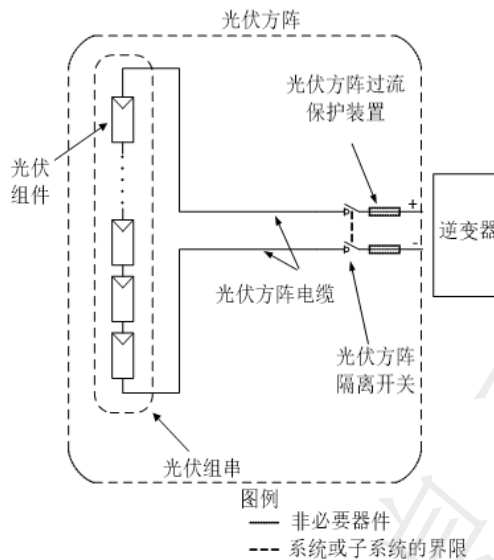 光伏方阵
光伏方阵过流
保护装置
光伏
组件
+
逆变器
-
光伏方阵电缆
光伏方阵
隔离开关
光伏组串
图例
非必要器件
系统或子系统的界限